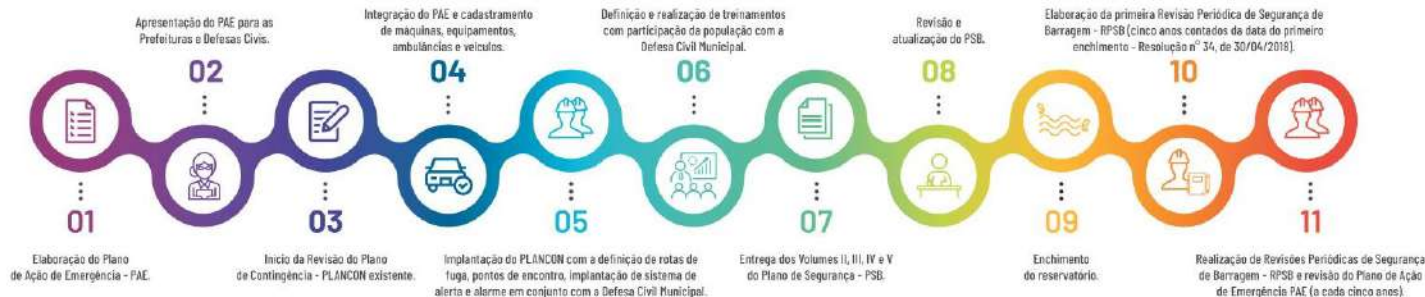 Elaboração do Plano
de Ação de Emergência - PAE.
01
Apresentação do PAE para as
Prefeituras e Defesas Civis.
02
03
Início da Revisão do Plano
de Contingência - PLANCON existente.
Integração do PAE e cadastramento
de máquinas, equipamentos,
ambulâncias e veículos.
04
05
Implantação do PLANCON com a definição de rotas de
fuga, pontos de encontro, implantação de sistema de
alerta e alarme em conjunto com a Defesa Civil Municipal.
Definição e realização de treinamentos
com participação da população com a
Defesa Civil Municipal.
06
07
Entrega dos Volumes II, III, IV e V
do Plano de Segurança - PSB.
Revisão e
atualização do PSB.
08
09
Enchimento
do reservatório.
Elaboração da primeira Revisão Periódica de Segurança de
Barragem - RPSB (cinco anos contados da data do primeiro
enchimento - Resolução nº 34, de 30/04/2018).
10
11
Realização de Revisões Periódicas de Segurança
de Barragem - RPSB e revisão do Plano de Ação
de Emergência PAE (a cada cinco anos).